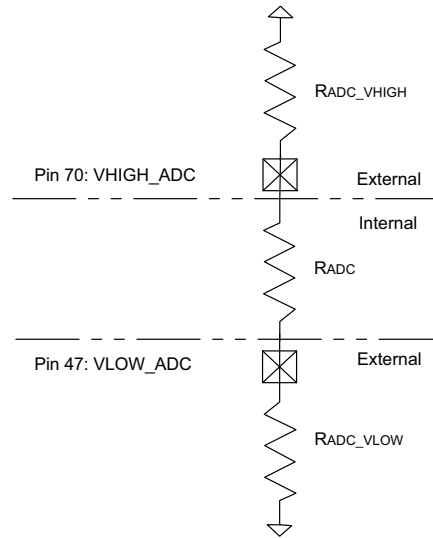 RADC_VHIGH
Pin 70: VHIGH_ADC
External
Internal
RADC
Pin 47: VLOW_ADC
External
RADC_VLOW